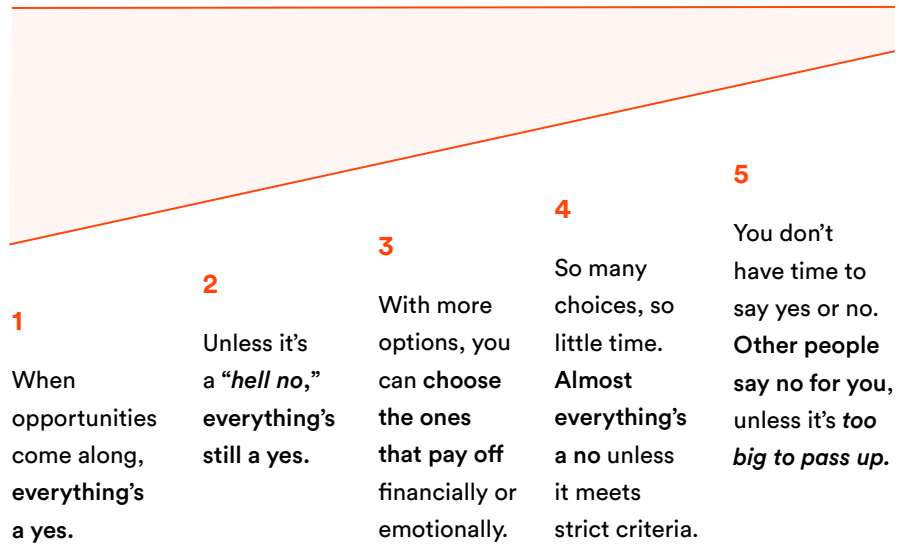 1
When
opportunities
come along,
everything's
a yes.
2
Unless it's
a “hell no,”
everything's
still a yes.
3
With more
options, you
can choose
the ones
that pay off
financially or
emotionally.
4
So many
choices, so
little time.
Almost
everything's
a no unless
it meets
strict criteria.
5
You don't
have time to
say yes or no.
Other people
say no for you,
unless it's too
big to pass up.